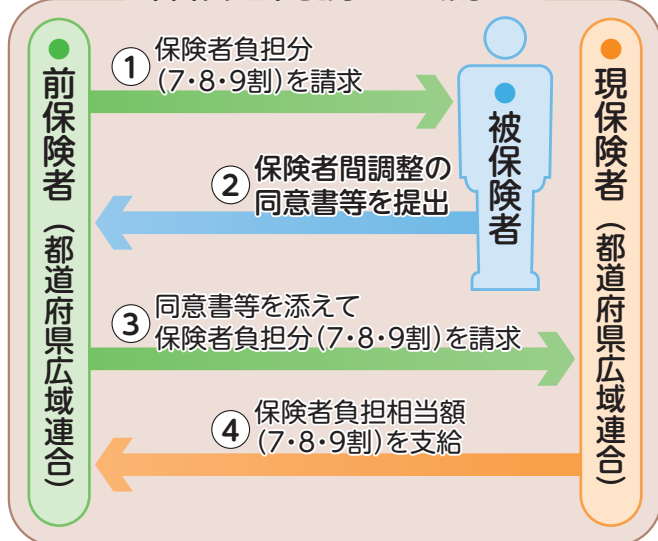 前保険者（都道府県広域連合）
① 保険者負担分
(7・8・9割)を請求
被保険者
現保険者（都道府県広域連合）
② 保険者間調整の
同意書等を提出
③ 同意書等を添えて
保険者負担分(7・8・9割)を請求
④ 保険者負担相当額
(7・8・9割)を支給